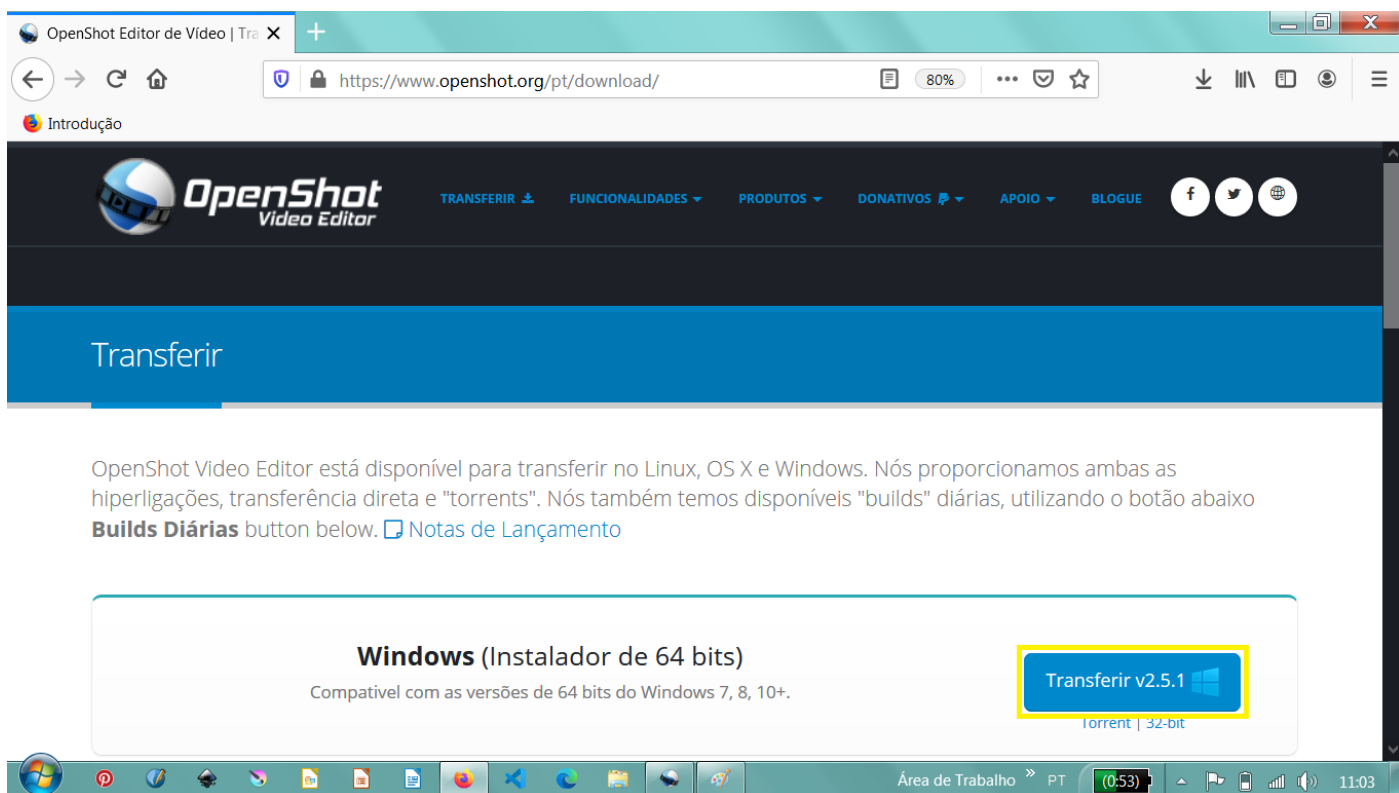 OpenShot Editor de Vídeo | Tra
https://www.openshot.org/pt/download/
80%
Introdução
OpenShot
Video Editor
TRANSFERIR
FUNCIONALIDADES
PRODUTOS
DONATIVOS
APOIO
BLOGUE
Transferir
OpenShot Video Editor está disponível para transferir no Linux, OS X e Windows. Nós proporcionamos ambas as
hiperligações, transferência direta e "torrents". Nós também temos disponíveis "builds" diárias, utilizando o botão abaixo
Builds Diárias button below. Notas de Lançamento
Windows (Instalador de 64 bits)
Compativel com as versões de 64 bits do Windows 7, 8, 10+.
Transferir v2.5.1
Torrent | 32-bit
Área de Trabalho
PT
(0:53)
11:03